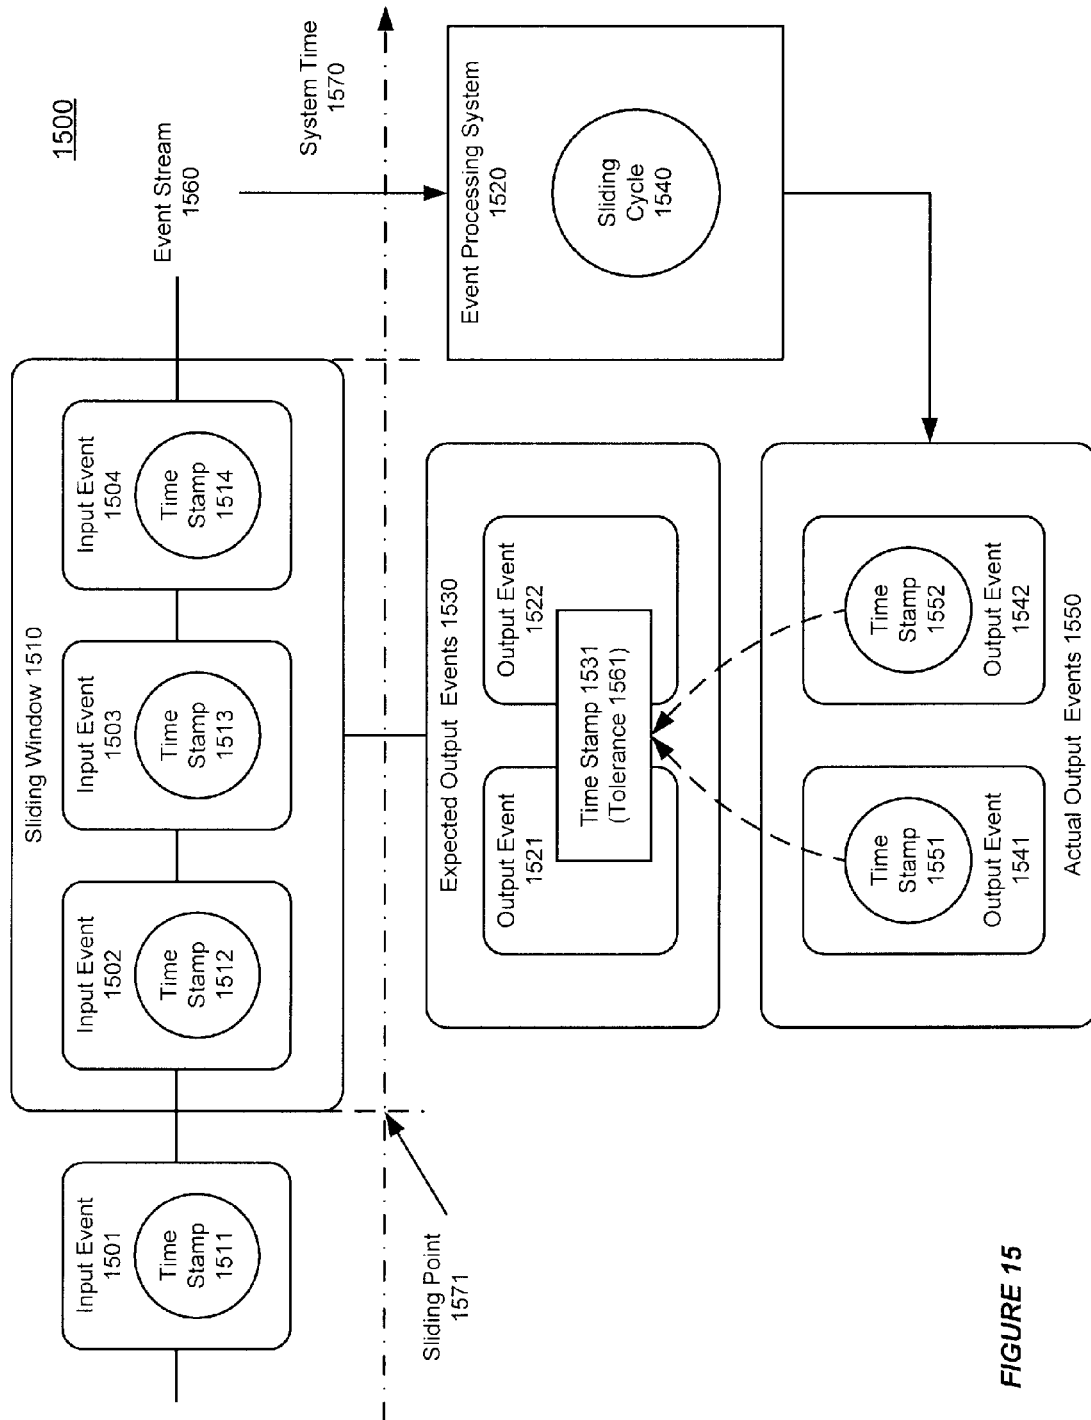 1500
Sliding Window 1510
Input Event
1501
Time
Stamp
1511
Input Event
1502
Time
Stamp
1512
Input Event
1503
Time
Stamp
1513
Input Event
1504
Time
Stamp
1514
Event Stream
1560
System Time
1570
Sliding Point
1571
Expected Output Events 1530
Output Event
1521
Output Event
1522
Time Stamp 1531
(Tolerance 1561)
Event Processing System
1520
Sliding
Cycle
1540
Time
Stamp
1551
Output Event
1541
Time
Stamp
1552
Output Event
1542
Actual Output Events 1550
FIGURE 15